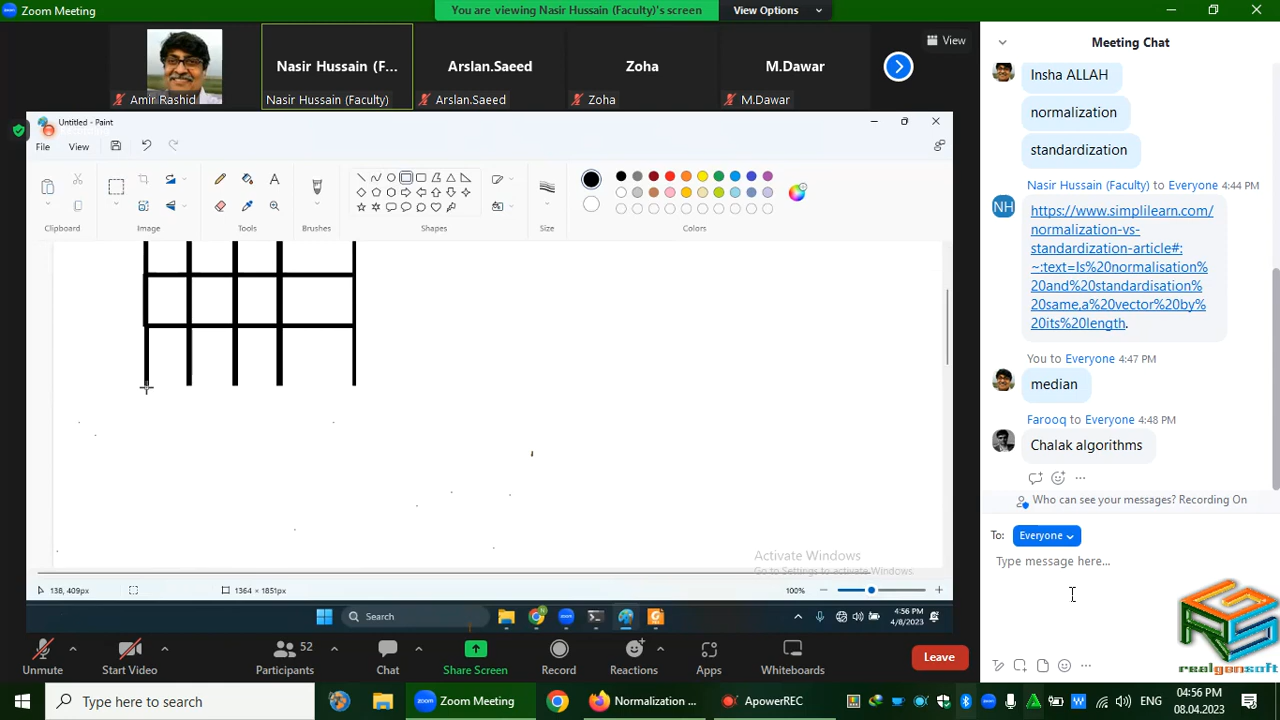 Zoom Meeting
You are viewing Nasir Hussain (Faculty)'s screen
View Options
View
Nasir Hussain (F...
Arslan.Saeed
Zoha
M.Dawar
Amir Rashid
Nasir Hussain (Faculty)
Arslan.Saeed
Zoha
M.Dawar
Untitled - Paint
File
View
Clipboard
Image
Tools
Brushes
Shapes
Size
Colors
Activate Windows
Go to Settings to activate Windows.
138, 409px
1364 × 1851px
100%
Search
4:56 PM
4/8/2023
Meeting Chat
Insha ALLAH
normalization
standardization
Nasir Hussain (Faculty) to Everyone 4:44 PM
NH
https://www.simplilearn.com/
normalization-vs-
standardization-article#:
~:text=Is%20normalisation%
20and%20standardisation%
20same,a%20vector%20by%
20its%20length.
You to Everyone 4:47 PM
median
Farooq to Everyone 4:48 PM
Chalak algorithms
Who can see your messages? Recording On
To: Everyone
Type message here...
realgunsoft
Unmute
Start Video
52
Participants
Chat
Share Screen
Record
Reactions
Apps
Whiteboards
Leave
Type here to search
Zoom Meeting
Normalization ...
ApowerREC
ENG
04:56 PM
08.04.2023